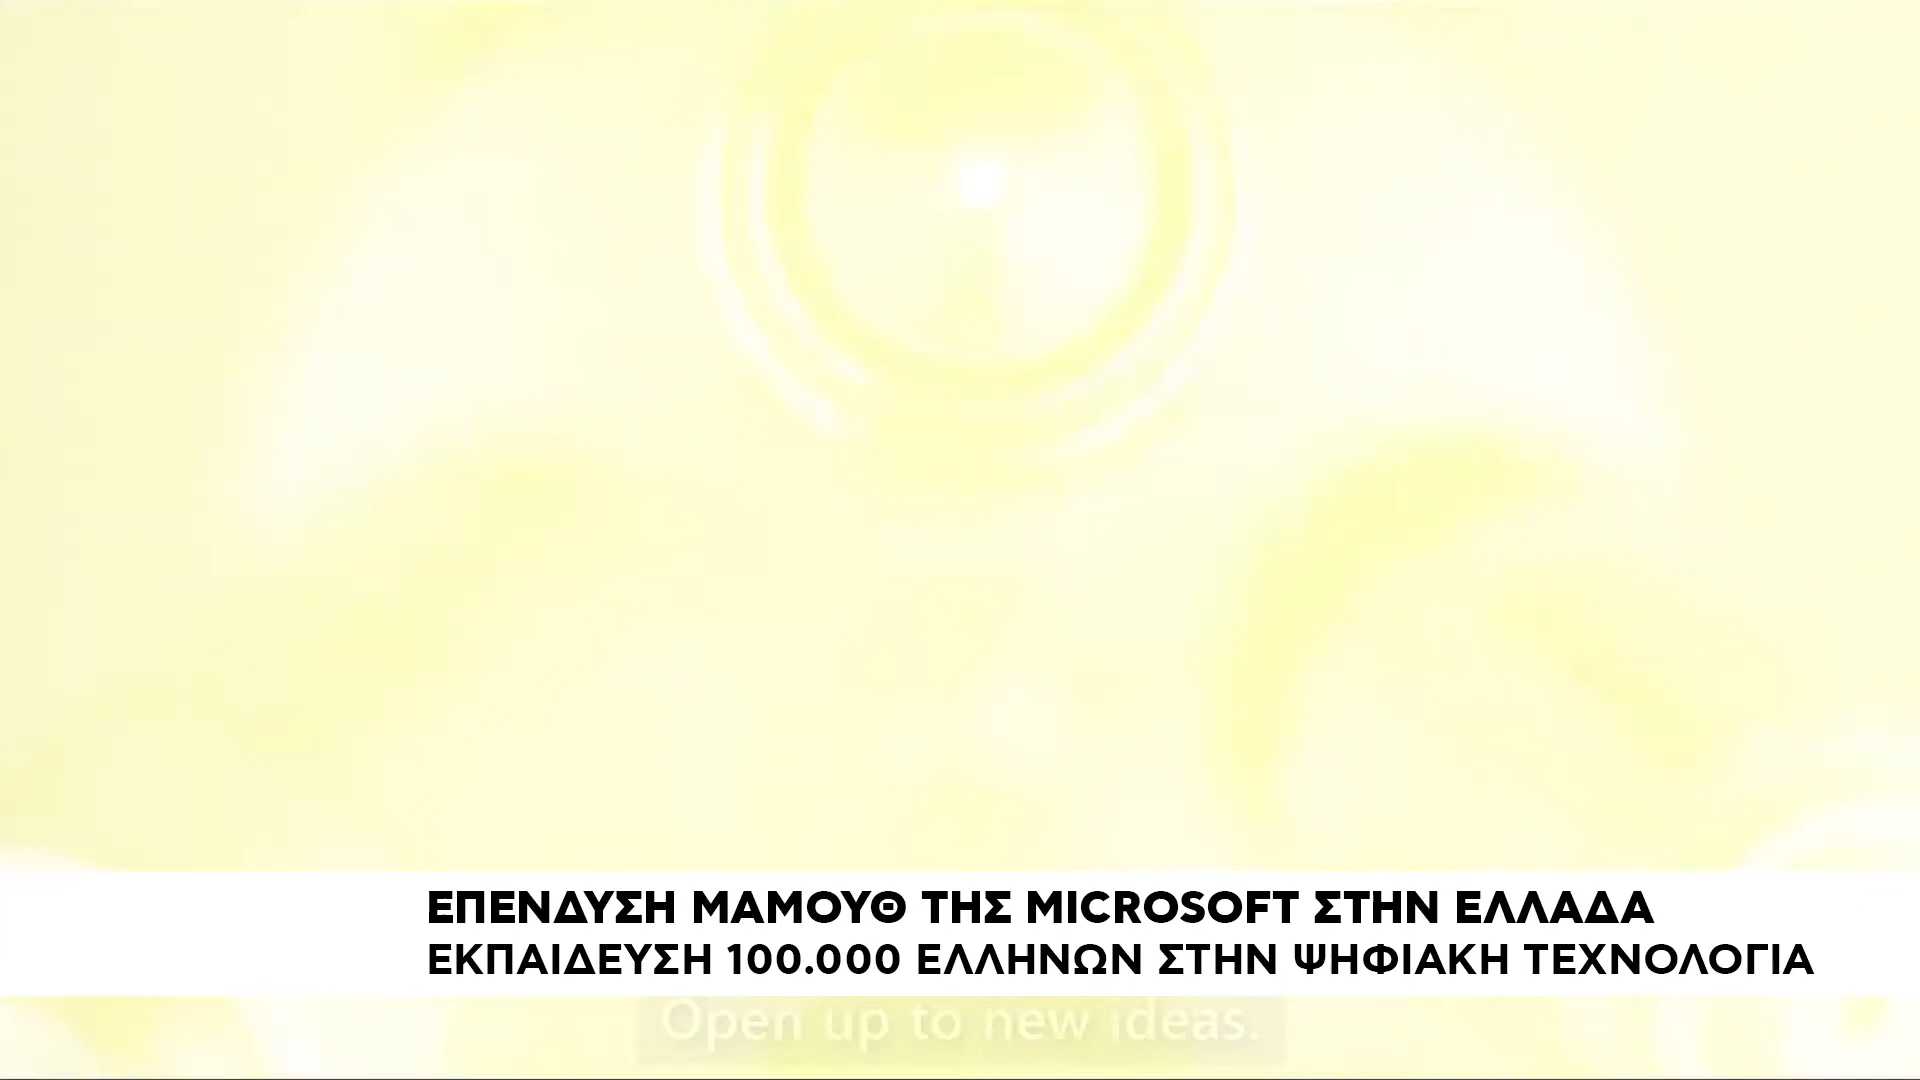 ΕΠΕΝΔΥΣΗ ΜΑΜΟΥΘ ΤΗΣ MICROSOFT ΣΤΗΝ ΕΛΛΑΔΑ
ΕΚΠΑΙΔΕΥΣΗ 100.000 ΕΛΛΗΝΩΝ ΣΤΗΝ ΨΗΦΙΑΚΗ ΤΕΧΝΟΛΟΓΙΑ
Open up to new ideas.